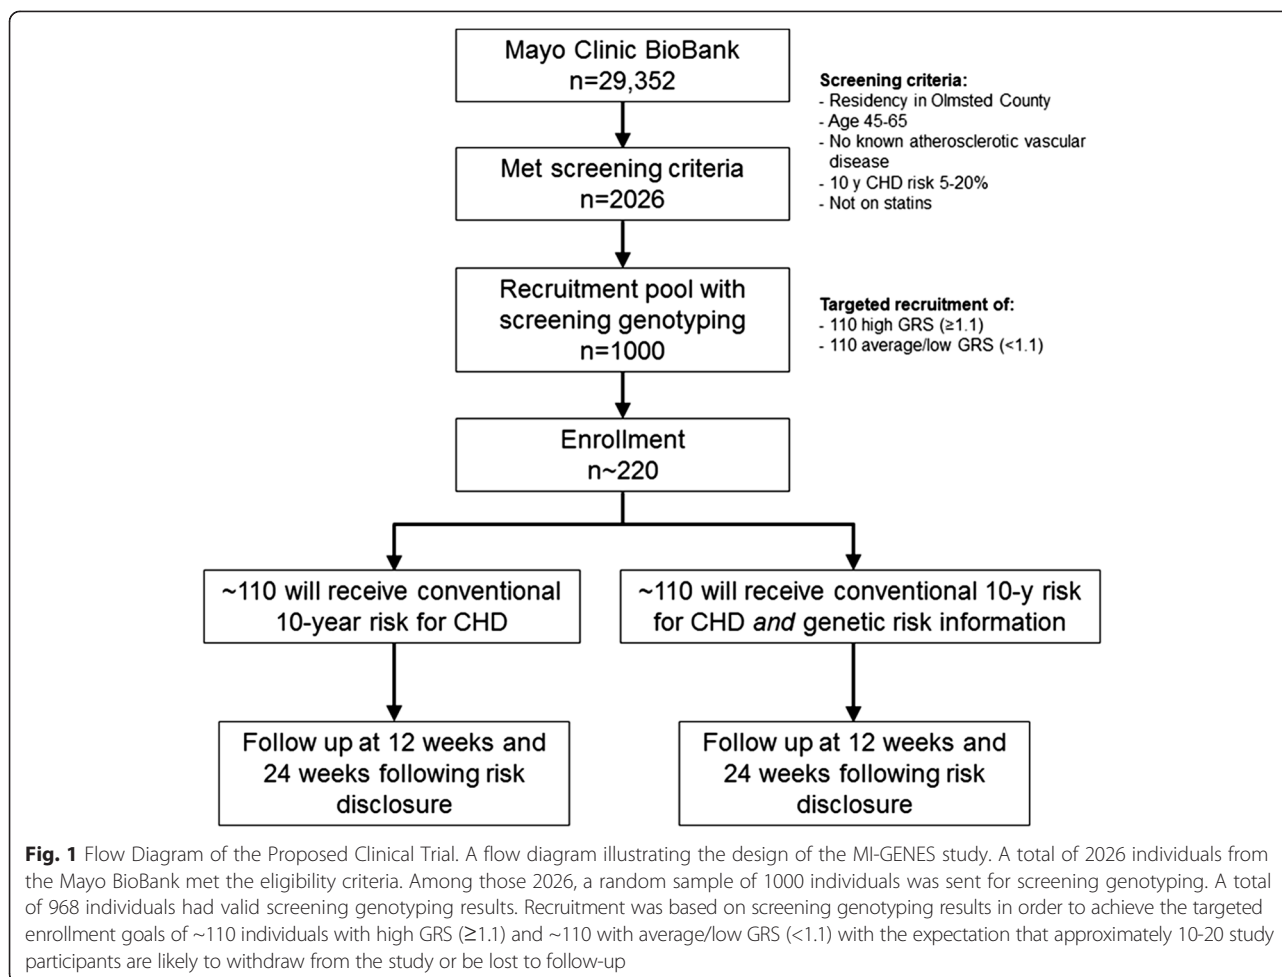 Mayo Clinic BioBank
n=29,352
Screening criteria:
- Residency in Olmsted County
- Age 45-65
- No known atherosclerotic vascular
disease
- 10 y CHD risk 5-20%
- Not on statins
Met screening criteria
n=2026
Recruitment pool with
screening genotyping
n=1000
Targeted recruitment of:
- 110 high GRS (≥1.1)
- 110 average/low GRS (<1.1)
Enrollment
n~220
~110 will receive conventional
10-year risk for CHD
~110 will receive conventional 10-y risk
for CHD and genetic risk information
Follow up at 12 weeks and
24 weeks following risk
disclosure
Follow up at 12 weeks and
24 weeks following risk
disclosure
Fig. 1 Flow Diagram of the Proposed Clinical Trial. A flow diagram illustrating the design of the MI-GENES study. A total of 2026 individuals from
the Mayo BioBank met the eligibility criteria. Among those 2026, a random sample of 1000 individuals was sent for screening genotyping. A total
of 968 individuals had valid screening genotyping results. Recruitment was based on screening genotyping results in order to achieve the targeted
enrollment goals of ~110 individuals with high GRS (≥1.1) and ~110 with average/low GRS (<1.1) with the expectation that approximately 10-20 study
participants are likely to withdraw from the study or be lost to follow-up